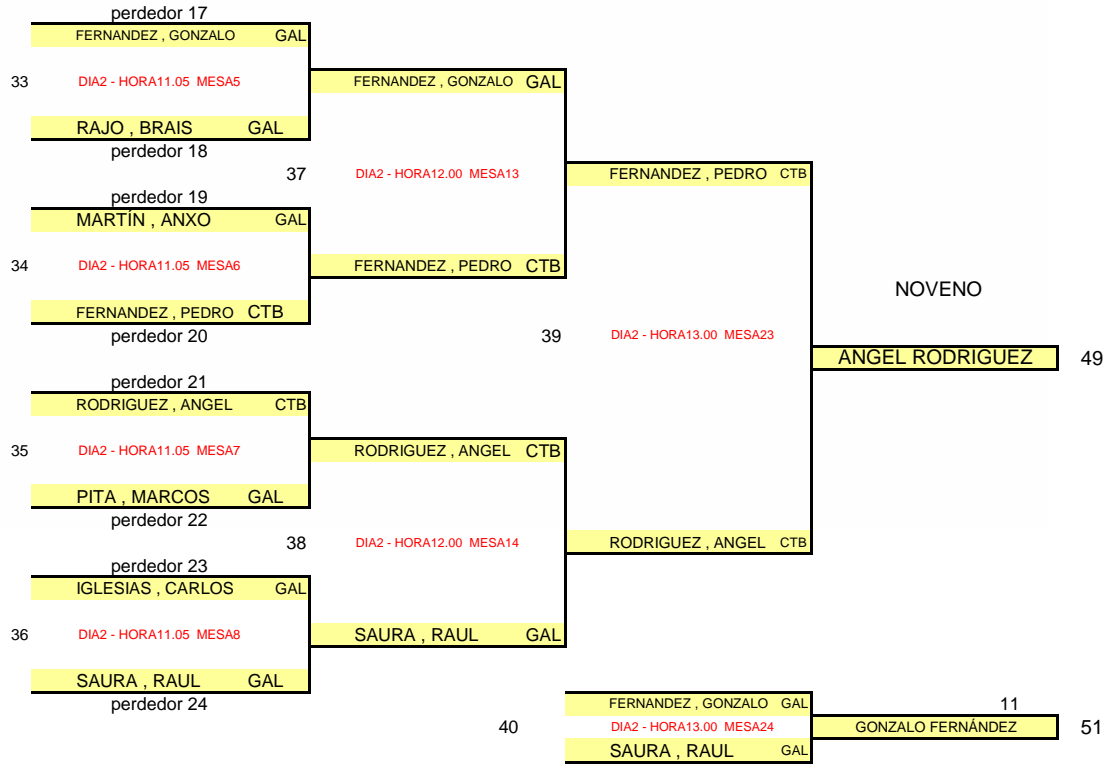 perdedor 17
FERNANDEZ , GONZALO GAL
33 DIA2 - HORA11.05 MESA5 FERNANDEZ , GONZALO GAL
RAJO , BRAIS GAL
perdedor 18
37 DIA2 - HORA12.00 MESA13 FERNANDEZ , PEDRO CTB
perdedor 19
MARTÍN , ANXO GAL
34 DIA2 - HORA11.05 MESA6 FERNANDEZ , PEDRO CTB
NOVENO
FERNANDEZ , PEDRO CTB
perdedor 20 39 DIA2 - HORA13.00 MESA23
ANGEL RODRIGUEZ 49
perdedor 21
RODRIGUEZ , ANGEL CTB
35 DIA2 - HORA11.05 MESA7 RODRIGUEZ , ANGEL CTB
PITA , MARCOS GAL
perdedor 22
38 DIA2 - HORA12.00 MESA14 RODRIGUEZ , ANGEL CTB
perdedor 23
IGLESIAS , CARLOS GAL
36 DIA2 - HORA11.05 MESA8 SAURA , RAUL GAL
SAURA , RAUL GAL
perdedor 24 FERNANDEZ , GONZALO GAL 11
40 DIA2 - HORA13.00 MESA24 GONZALO FERNÁNDEZ 51
SAURA , RAUL GAL